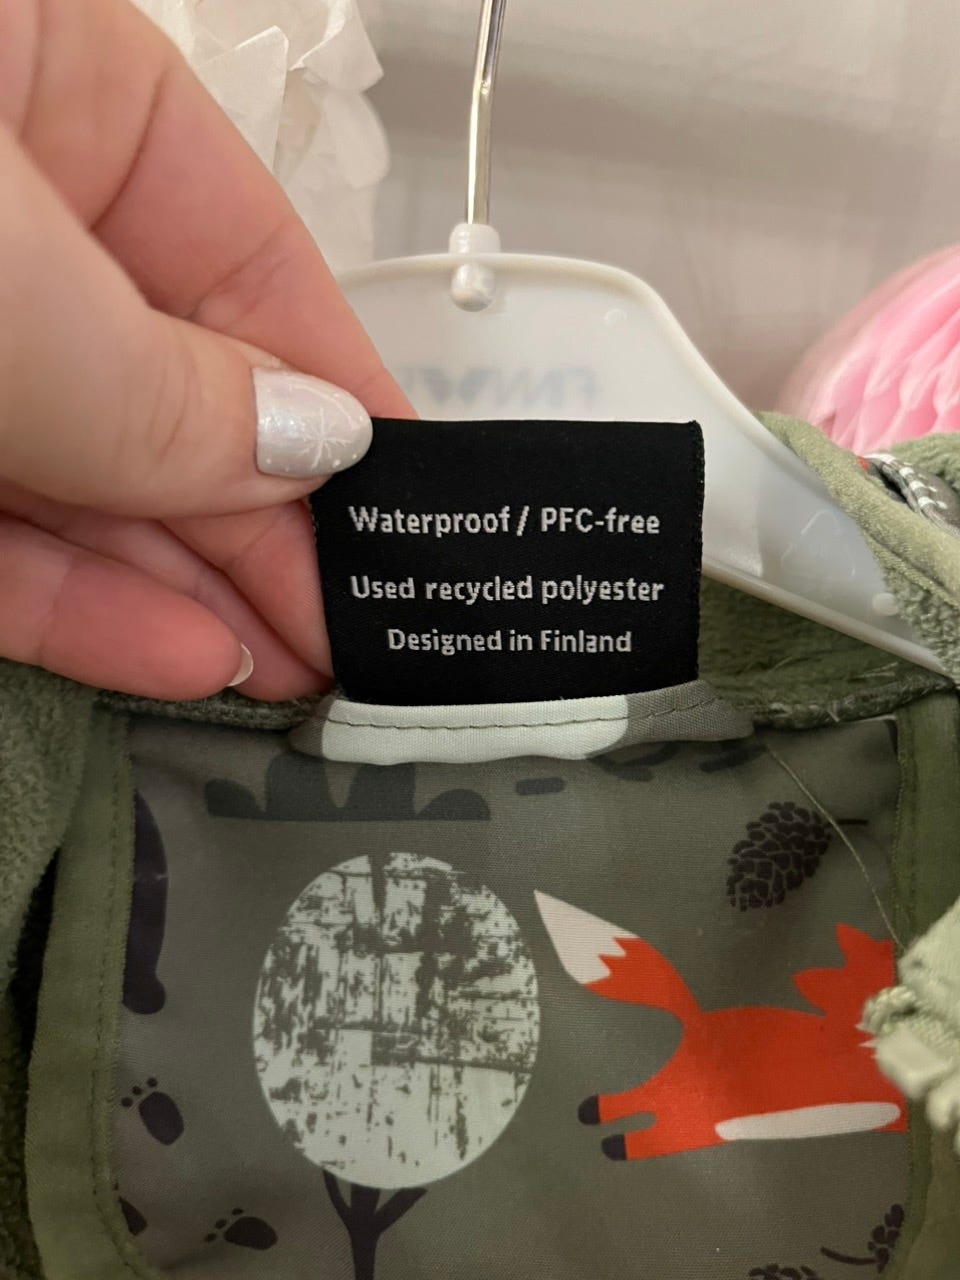 Waterproof / PFC-free
Used recycled polyester
Designed in Finland